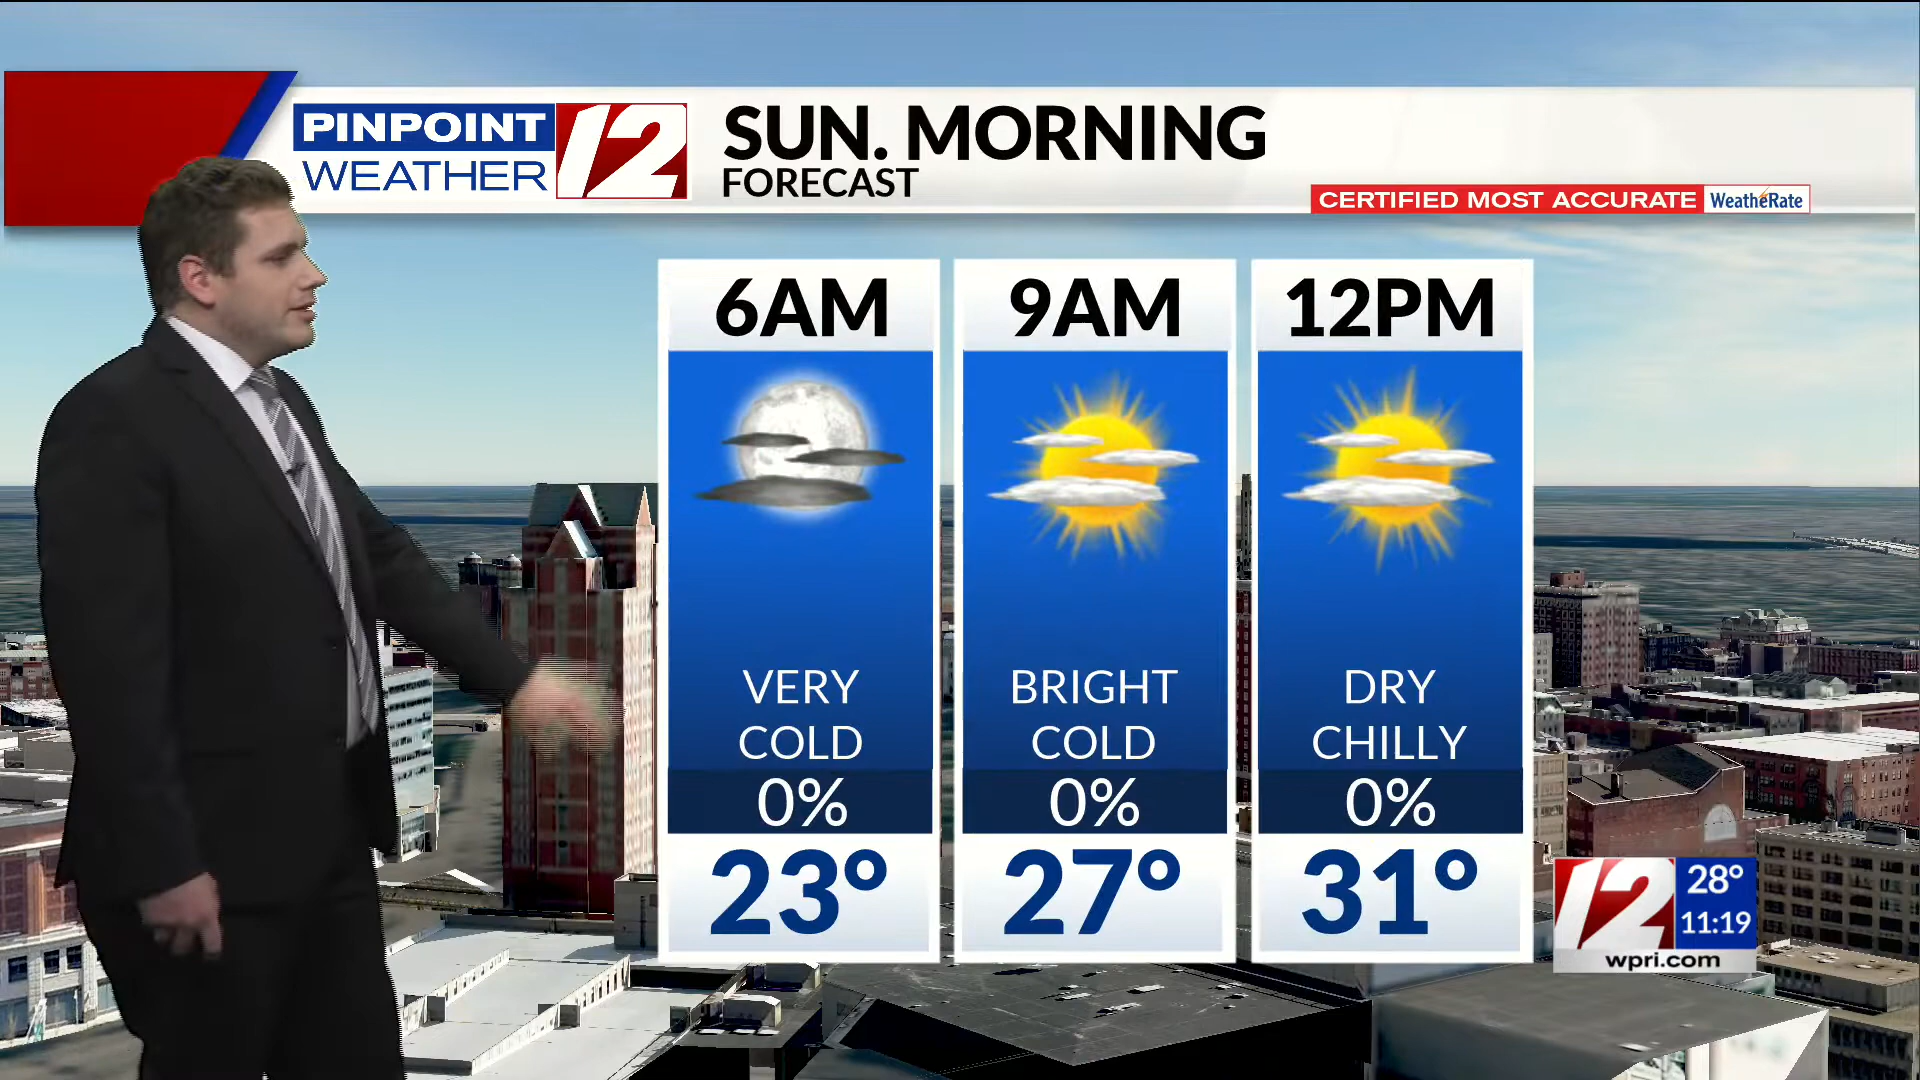 PINPOINT
WEATHER
12
SUN. MORNING
FORECAST
CERTIFIED MOST ACCURATE WeatheRate
6AM
VERY
COLD
0%
23°
9AM
BRIGHT
COLD
0%
27°
12PM
DRY
CHILLY
0%
31°
12
28°
11:19
wpri.com